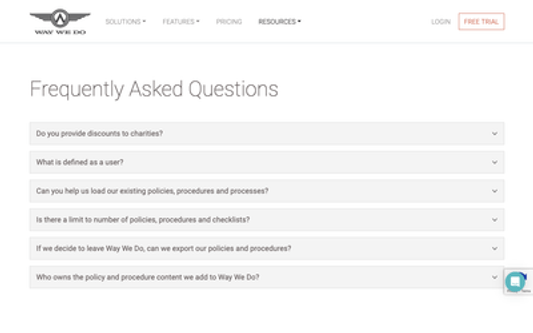 WAY WE DO
SOLUTIONS
FEATURES
PRICING
RESOURCES
LOGIN
FREE TRIAL
Frequently Asked Questions
Do you provide discounts to charities?
What is defined as a user?
Can you help us load our existing policies, procedures and processes?
Is there a limit to number of policies, procedures and checklists?
If we decide to leave Way We Do, can we export our policies and procedures?
Who owns the policy and procedure content we add to Way We Do?